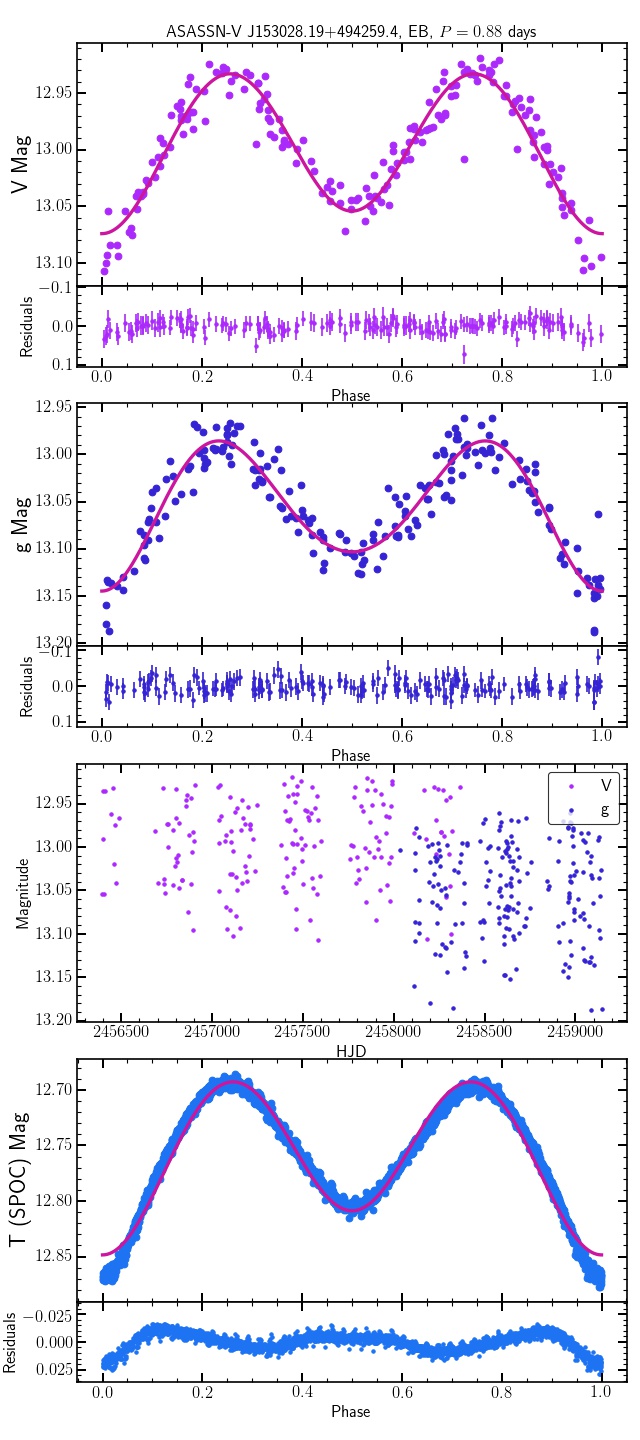 ASASSN-V J153028.19+494259.4, EB, P = 0.88 days
12.95
13.00
13.05
13.10
V Mag
−0.1
0.0
0.1
Residuals
0.0 0.2 0.4 0.6 0.8 1.0
Phase
12.95
13.00
13.05
13.10
13.15
13.20
g Mag
−0.1
0.0
0.1
Residuals
0.0 0.2 0.4 0.6 0.8 1.0
Phase
V
g
12.95
13.00
13.05
13.10
13.15
13.20
Magnitude
2456500 2457000 2457500 2458000 2458500 2459000
HJD
12.70
12.75
12.80
12.85
T (SPOC) Mag
−0.025
0.000
0.025
Residuals
0.0 0.2 0.4 0.6 0.8 1.0
Phase